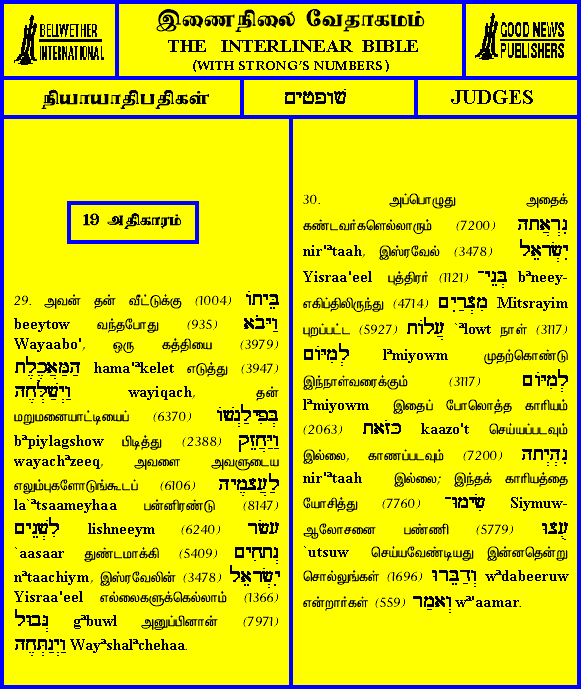 BELLWETHER
INTERNATIONAL
இணைநிலை வேதாகமம்
THE INTERLINEAR BIBLE
(WITH STRONG'S NUMBERS)
GOOD NEWS
PUBLISHERS
நியாயாதிபதிகள்
שופטים
JUDGES
19 அதிகாரம்
29. அவன் தன் வீட்டுக்கு (1004) בֵּיתוֹ
beeytow வந்தபோது (935) וַיָּבֹא
Wayaabo', ஒரு கத்தியை (3979)
הַמַּאֲכֶלֶת hama'ªkelet எடுத்து (3947)
וַיְשַׁלְּחֶהָ wayiqach, தன்
மறுமனையாட்டியைப் (6370) בְּפִילַגְשׁוֹ
bªpiylagshow பிடித்து (2388) וַיַּחֲזֵק
wayachªzeeq, அவளை அவளுடைய
எலும்புகளோடுங்கூடப் (6106) לַעֲצָמֶיהָ
la`ªtsaameyhaa பன்னிரண்டு (8147)
לִשְׁנֵים lishneeym (6240) עָשָׂר
`aasaar துண்டமாக்கி (5409) נְתָחִים
nªtaachiym, இஸ்ரவேலின் (3478) יִשְׂרָאֵל
Yisraa'eel எல்லைகளுக்கெல்லாம் (1366)
גְּבוּל gªbuwl அனுப்பினான் (7971)
וַיְנַתְּחֶהָ Wayªshalªchehaa.
30. அப்பொழுது அதைக்
கண்டவர்களெல்லாரும் (7200) נִרְאֲתָה
nir'ªtaah, இஸ்ரவேல் (3478) יִשְׂרָאֵל
Yisraa'eel புத்திரர் (1121) בְּנֵי־ bªneey-
எகிப்திலிருந்து (4714) מִצְרַיִם Mitsrayim
புறப்பட்ட (5927) עֲלוֹת `ªlowt நாள் (3117)
לְמִיּוֹם lªmiyowm முதற்கொண்டு
இந்நாள்வரைக்கும் (3117) לְמִיּוֹם
lªmiyowm இதைப் போலொத்த காரியம்
(2063) כָּזֹאת kaazo't செய்யப்படவும்
இல்லை, காணப்படவும் (7200) נִהְיְתָה
nir'ªtaah இல்லை; இந்தக் காரியத்தை
யோசித்து (7760) שִׂימוּ־ Siymuw-
ஆலோசனை பண்ணி (5779) עֻצוּ
`utsuw செய்யவேண்டியது இன்னதென்று
சொல்லுங்கள் (1696) וְדַבֵּרוּ wªdabeeruw
என்றார்கள் (559) וְאָמַר wª'aamar.